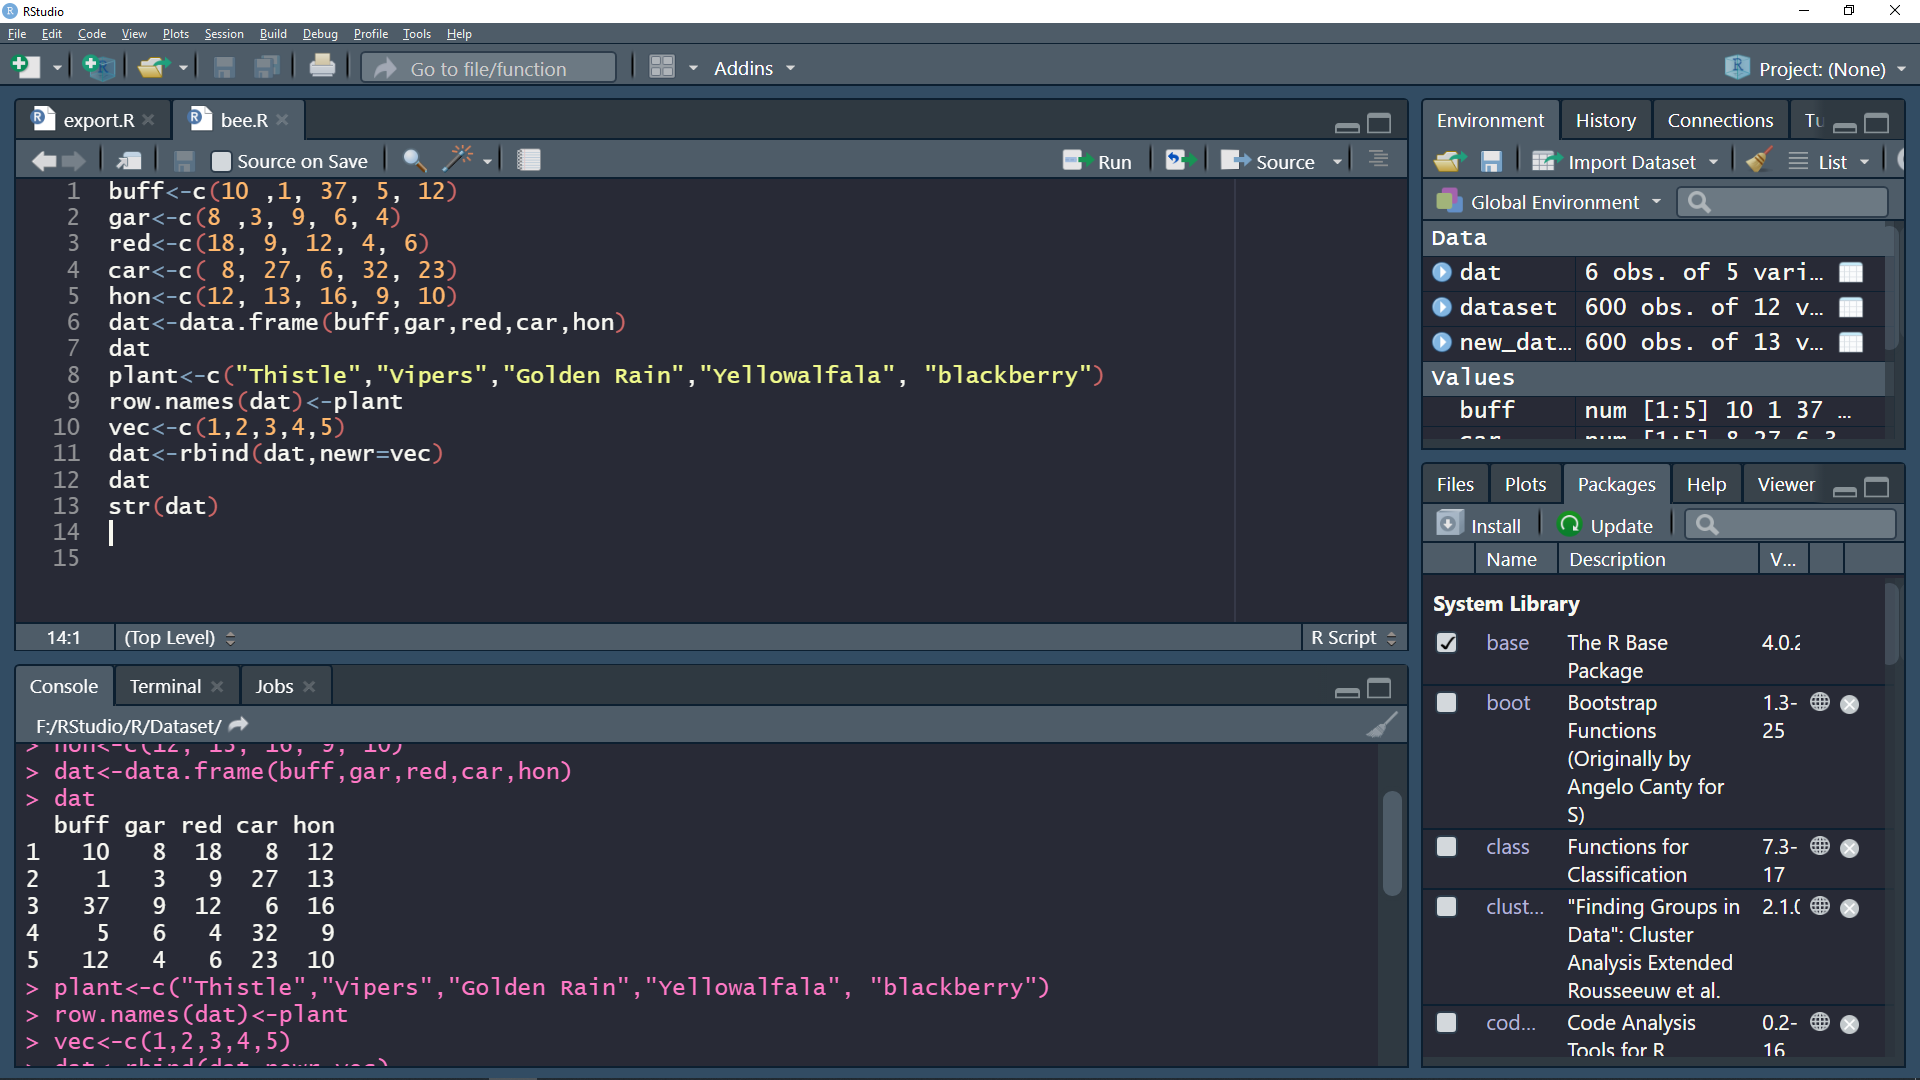 RStudio
File Edit Code View Plots Session Build Debug Profile Tools Help
Go to file/function Addins Project: (None)
export.R bee.R
Source on Save Run Source
1 buff<-c(10 ,1, 37, 5, 12)
2 gar<-c(8 ,3, 9, 6, 4)
3 red<-c(18, 9, 12, 4, 6)
4 car<-c( 8, 27, 6, 32, 23)
5 hon<-c(12, 13, 16, 9, 10)
6 dat<-data.frame(buff,gar,red,car,hon)
7 dat
8 plant<-c("Thistle","Vipers","Golden Rain","Yellowalfala", "blackberry")
9 row.names(dat)<-plant
10 vec<-c(1,2,3,4,5)
11 dat<-rbind(dat,newr=vec)
12 dat
13 str(dat)
14
15
14:1 (Top Level) R Script
Console Terminal Jobs
F:/RStudio/R/Dataset/
> hon<-c(12, 13, 16, 9, 10)
> dat<-data.frame(buff,gar,red,car,hon)
> dat
buff gar red car hon
1 10 8 18 8 12
2 1 3 9 27 13
3 37 9 12 6 16
4 5 6 4 32 9
5 12 4 6 23 10
> plant<-c("Thistle","Vipers","Golden Rain","Yellowalfala", "blackberry")
> row.names(dat)<-plant
> vec<-c(1,2,3,4,5)
> dat<-rbind(dat,newr=vec)
Environment History Connections Tu
Import Dataset List
Global Environment
Data
dat 6 obs. of 5 vari…
dataset 600 obs. of 12 v…
new_dat… 600 obs. of 13 v…
Values
buff num [1:5] 10 1 37 …
car num [1:5] 8 27 6 3
Files Plots Packages Help Viewer
Install Update
Name Description V...
System Library
base The R Base 4.0.2
Package
boot Bootstrap 1.3-
Functions 25
(Originally by
Angelo Canty for
S)
class Functions for 7.3-
Classification 17
clust... "Finding Groups in 2.1.0
Data": Cluster
Analysis Extended
Rousseeuw et al.
cod... Code Analysis 0.2-
Tools for R 16